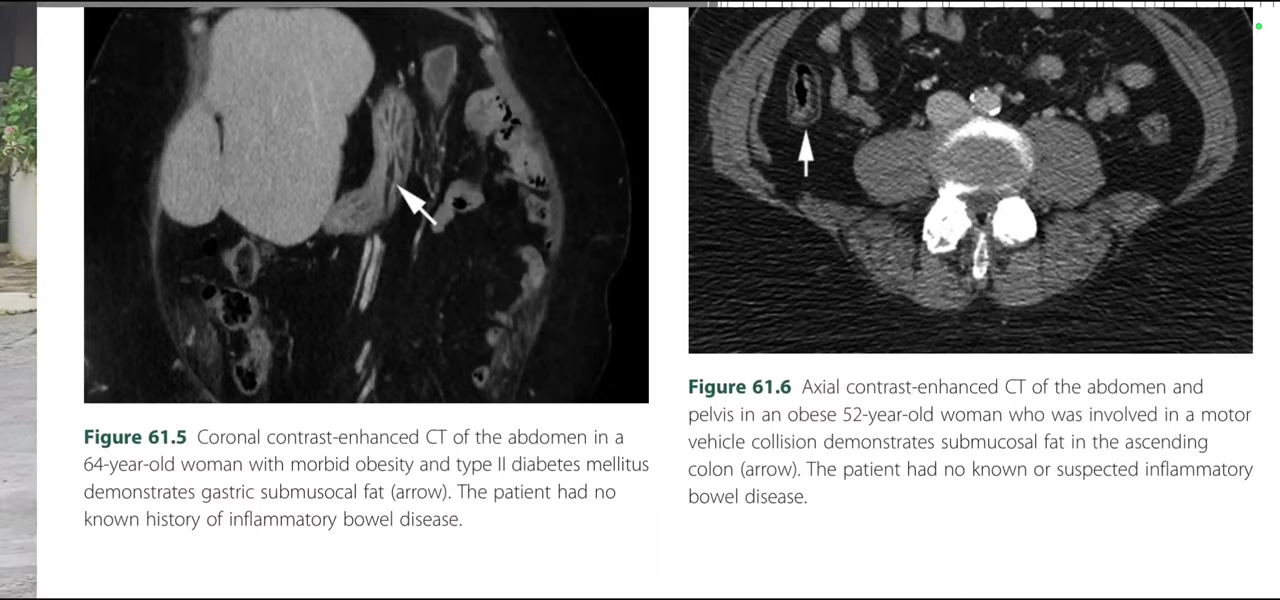 Figure 61.5 Coronal contrast-enhanced CT of the abdomen in a
64-year-old woman with morbid obesity and type II diabetes mellitus
demonstrates gastric submusocal fat (arrow). The patient had no
known history of inflammatory bowel disease.
Figure 61.6 Axial contrast-enhanced CT of the abdomen and
pelvis in an obese 52-year-old woman who was involved in a motor
vehicle collision demonstrates submucosal fat in the ascending
colon (arrow). The patient had no known or suspected inflammatory
bowel disease.